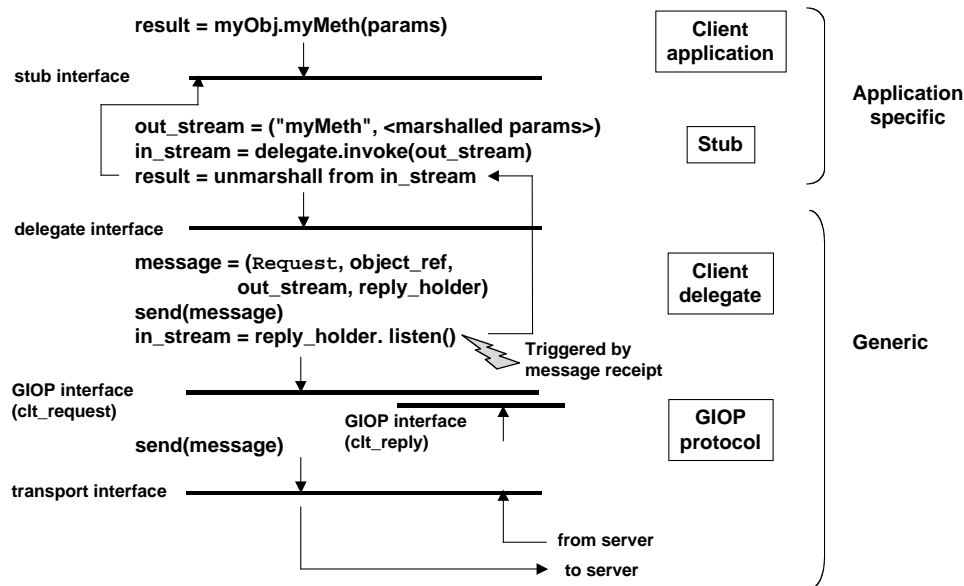 result = myObj.myMeth(params)
Client
application
stub interface
Application
specific
out_stream = ("myMeth", <marshalled params>)
in_stream = delegate.invoke(out_stream)
result = unmarshall from in_stream
Stub
delegate interface
message = (Request, object_ref,
out_stream, reply_holder)
send(message)
in_stream = reply_holder. listen()
Client
delegate
Triggered by
message receipt
Generic
GIOP interface
(clt_request)
GIOP interface
(clt_reply)
GIOP
protocol
send(message)
transport interface
from server
to server